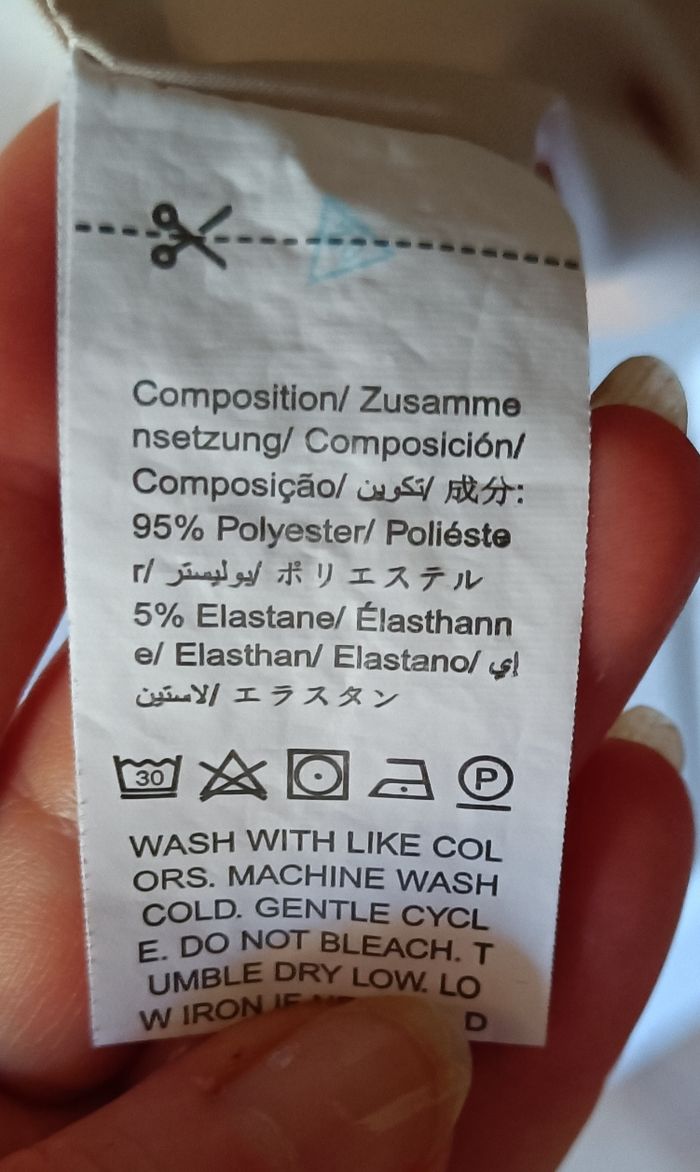 Composition/ Zusamme
nsetzung/ Composición/
Composição/ تكوين/ 成分:
95% Polyester/ Poliéste
r/ بوليستر/ ポリエステル
5% Elastane/ Élasthann
e/ Elasthan/ Elastano/ إي
لاستين/ エラスタン
30 P
WASH WITH LIKE COL
ORS. MACHINE WASH
COLD. GENTLE CYCL
E. DO NOT BLEACH. T
UMBLE DRY LOW. LO
W IRON IF D